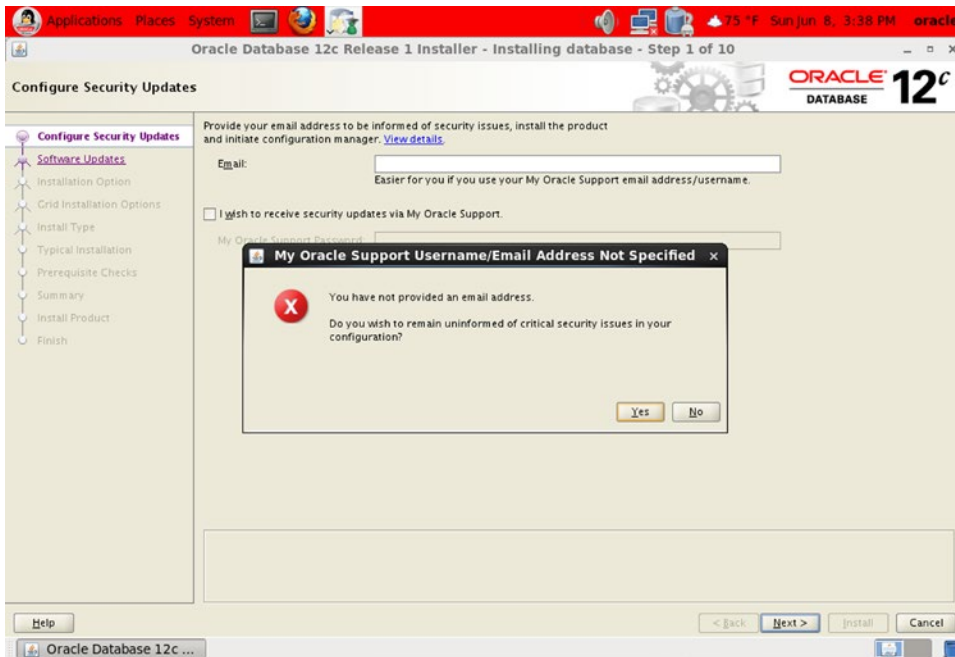 Applications Places System 75 °F Sun Jun 8, 3:38 PM oracle
Oracle Database 12c Release 1 Installer - Installing database - Step 1 of 10
Configure Security Updates
ORACLE
DATABASE
12c
Configure Security Updates
Software Updates
Installation Option
Grid Installation Options
Install Type
Typical Installation
Prerequisite Checks
Summary
Install Product
Finish
Provide your email address to be informed of security issues, install the product
and initiate configuration manager. View details.
Email:
Easier for you if you use your My Oracle Support email address/username.
I wish to receive security updates via My Oracle Support.
My Oracle Support Password:
My Oracle Support Username/Email Address Not Specified
You have not provided an email address.
Do you wish to remain uninformed of critical security issues in your
configuration?
Yes No
Help < Back Next > Install Cancel
Oracle Database 12c ...